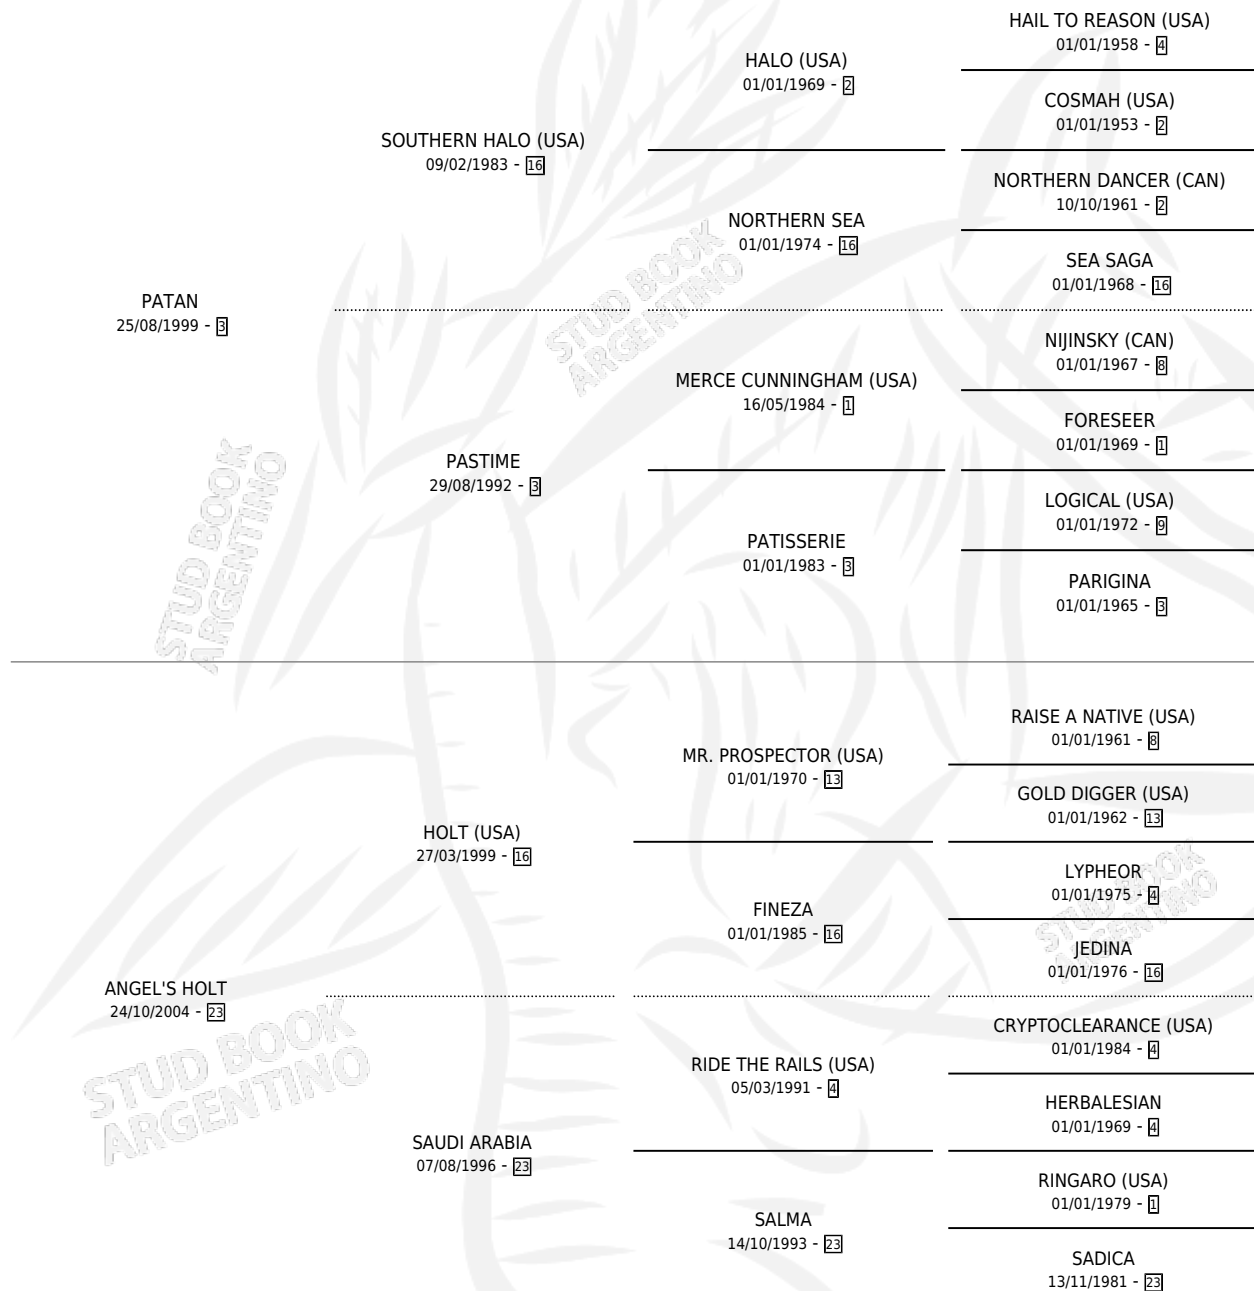 HAIL TO REASON (USA)
01/01/1958 - 4
HALO (USA)
01/01/1969 - 2
COSMAH (USA)
01/01/1953 - 2
SOUTHERN HALO (USA)
09/02/1983 - 16
NORTHERN DANCER (CAN)
10/10/1961 - 2
NORTHERN SEA
01/01/1974 - 16
SEA SAGA
01/01/1968 - 16
PATAN
25/08/1999 - 3
NIJINSKY (CAN)
01/01/1967 - 8
MERCE CUNNINGHAM (USA)
16/05/1984 - 1
FORESEER
01/01/1969 - 1
PASTIME
29/08/1992 - 3
LOGICAL (USA)
01/01/1972 - 9
PATISSERIE
01/01/1983 - 3
PARIGINA
01/01/1965 - 3
RAISE A NATIVE (USA)
01/01/1961 - 8
MR. PROSPECTOR (USA)
01/01/1970 - 13
GOLD DIGGER (USA)
01/01/1962 - 13
HOLT (USA)
27/03/1999 - 16
LYPHEOR
01/01/1975 - 4
FINEZA
01/01/1985 - 16
JEDINA
01/01/1976 - 16
ANGEL'S HOLT
24/10/2004 - 23
CRYPTOCLEARANCE (USA)
01/01/1984 - 4
RIDE THE RAILS (USA)
05/03/1991 - 4
HERBALESIAN
01/01/1969 - 4
SAUDI ARABIA
07/08/1996 - 23
RINGARO (USA)
01/01/1979 - 1
SALMA
14/10/1993 - 23
SADICA
13/11/1981 - 23
STUD BOOK
ARGENTINO
STUD BOOK
ARGENTINO
STUD BOOK
ARGENTINO
STUD BOOK
ARGENTINO